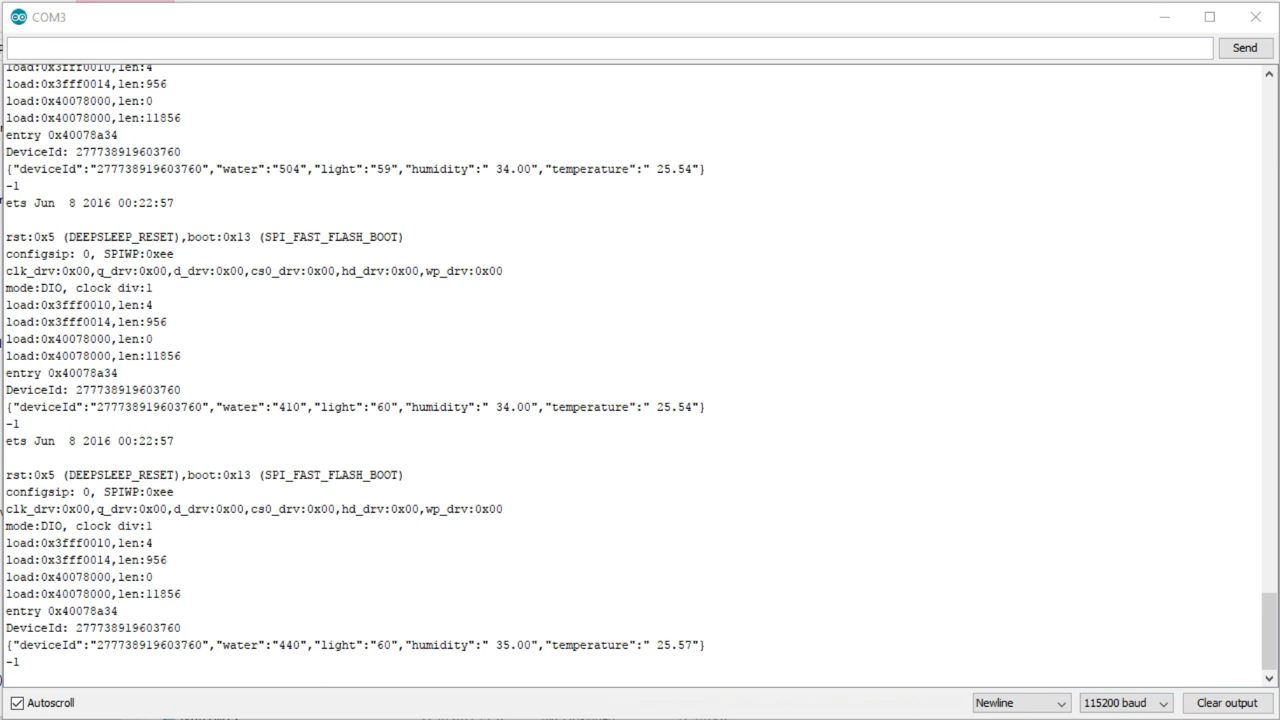 COM3
Send
load:0x3fff0010,len:4
load:0x3fff0014,len:956
load:0x40078000,len:0
load:0x40078000,len:11856
entry 0x40078a34
DeviceId: 277738919603760
{"deviceId":"277738919603760","water":"504","light":"59","humidity":" 34.00","temperature":" 25.54"}
-1
ets Jun  8 2016 00:22:57
rst:0x5 (DEEPSLEEP_RESET),boot:0x13 (SPI_FAST_FLASH_BOOT)
configsip: 0, SPIWP:0xee
clk_drv:0x00,q_drv:0x00,d_drv:0x00,cs0_drv:0x00,hd_drv:0x00,wp_drv:0x00
mode:DIO, clock div:1
load:0x3fff0010,len:4
load:0x3fff0014,len:956
load:0x40078000,len:0
load:0x40078000,len:11856
entry 0x40078a34
DeviceId: 277738919603760
{"deviceId":"277738919603760","water":"410","light":"60","humidity":" 34.00","temperature":" 25.54"}
-1
ets Jun  8 2016 00:22:57
rst:0x5 (DEEPSLEEP_RESET),boot:0x13 (SPI_FAST_FLASH_BOOT)
configsip: 0, SPIWP:0xee
clk_drv:0x00,q_drv:0x00,d_drv:0x00,cs0_drv:0x00,hd_drv:0x00,wp_drv:0x00
mode:DIO, clock div:1
load:0x3fff0010,len:4
load:0x3fff0014,len:956
load:0x40078000,len:0
load:0x40078000,len:11856
entry 0x40078a34
DeviceId: 277738919603760
{"deviceId":"277738919603760","water":"440","light":"60","humidity":" 35.00","temperature":" 25.57"}
-1
Autoscroll
Newline
115200 baud
Clear output